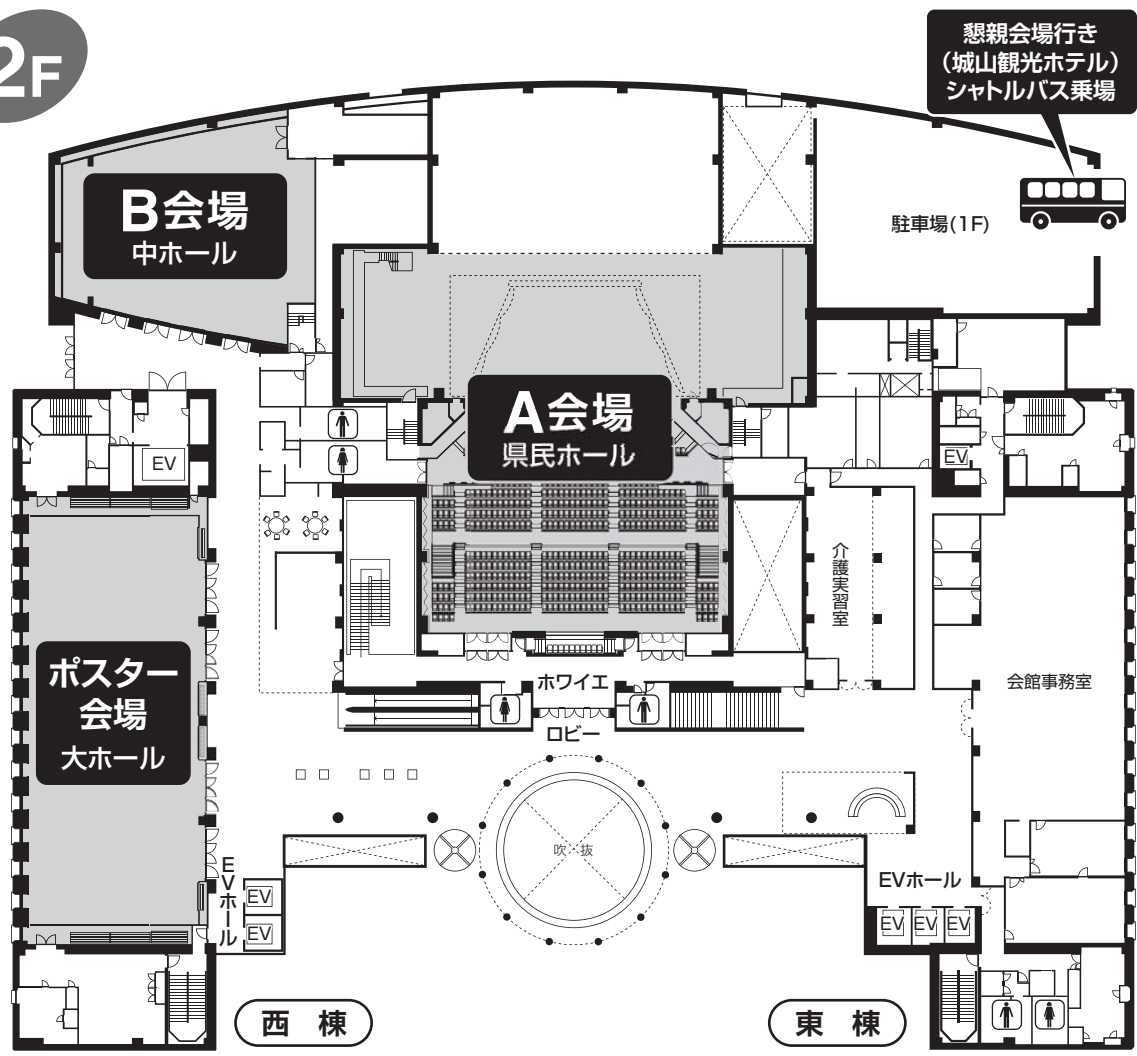 2F
懇親会場行き
（城山観光ホテル）
シャトルバス乗場
B会場
中ホール
駐車場(1F)
A会場
県民ホール
EV
EV
介護実習室
ポスター
会場
大ホール
ホワイエ
ロビー
会館事務室
吹 抜
EVホール
EV
EV
EVホール
EV
EV
EV
西 棟
東 棟